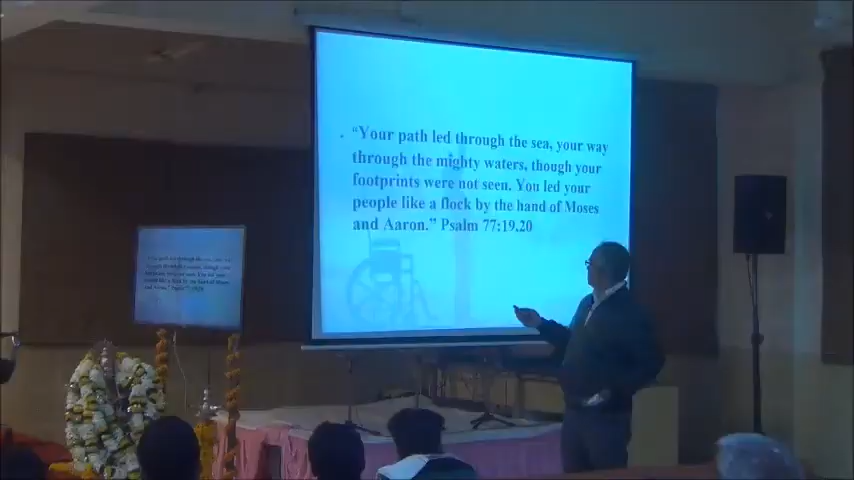 . “Your path led through the sea, your way
through the mighty waters, though your
footprints were not seen. You led your
people like a flock by the hand of Moses
and Aaron.” Psalm 77:19.20